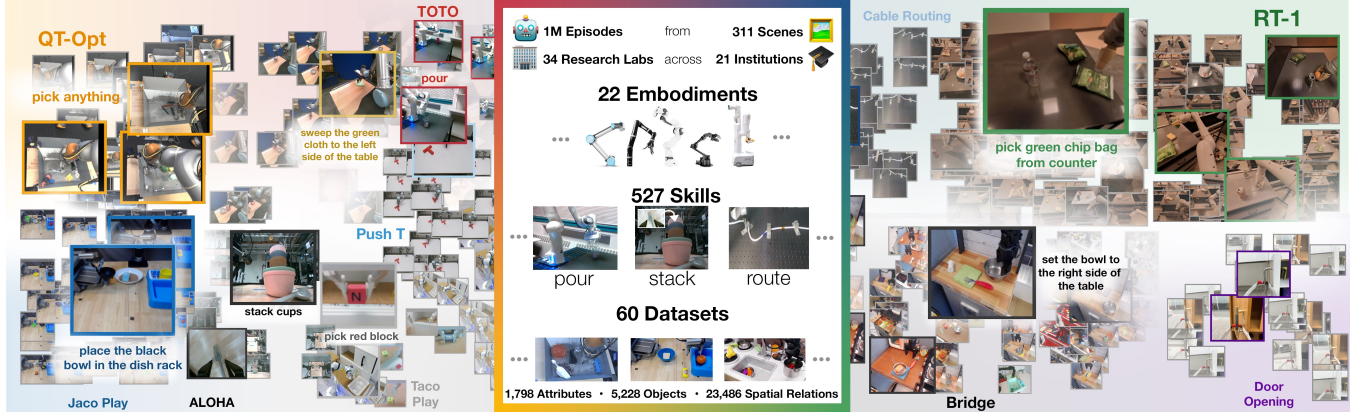 QT-Opt
pick anything
TOTO
pour
sweep the green
cloth to the left
side of the table
Push T
stack cups
N
pick red block
place the black
bowl in the dish rack
Jaco Play
ALOHA
Taco
Play
1M Episodes from 311 Scenes
34 Research Labs across 21 Institutions
22 Embodiments
527 Skills
pour stack route
60 Datasets
1,798 Attributes • 5,228 Objects • 23,486 Spatial Relations
Cable Routing
RT-1
pick green chip bag
from counter
set the bowl to
the right side of
the table
Bridge
Door
Opening